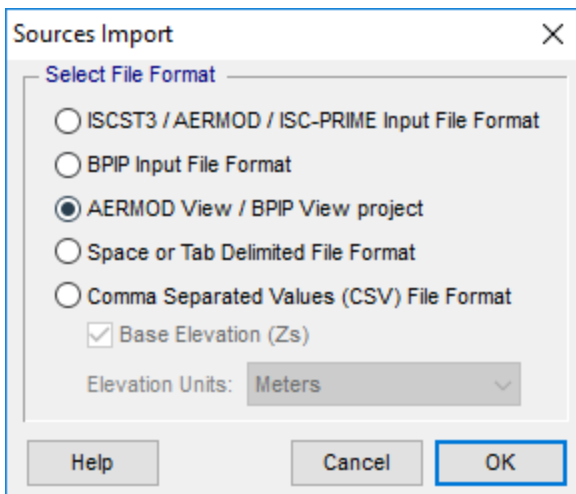 Sources Import
Select File Format
ISCST3 / AERMOD / ISC-PRIME Input File Format
BPIP Input File Format
AERMOD View / BPIP View project
Space or Tab Delimited File Format
Comma Separated Values (CSV) File Format
Base Elevation (Zs)
Elevation Units: Meters
Help Cancel OK